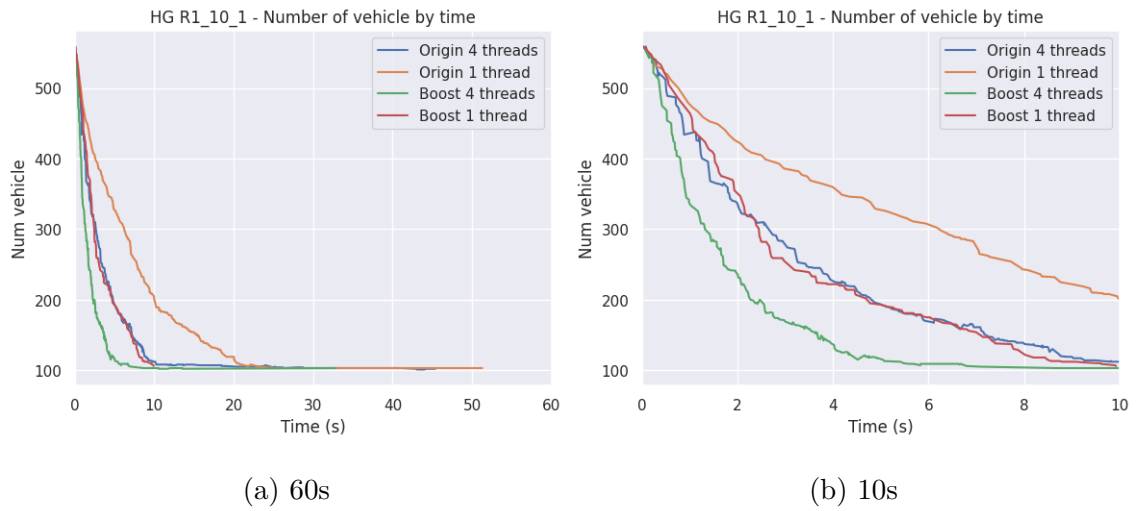 HG R1_10_1 - Number of vehicle by time
Origin 4 threads
Origin 1 thread
Boost 4 threads
Boost 1 thread
500
400
300
200
100
Num vehicle
0 10 20 30 40 50 60
Time (s)
(a) 60s
HG R1_10_1 - Number of vehicle by time
Origin 4 threads
Origin 1 thread
Boost 4 threads
Boost 1 thread
500
400
300
200
100
Num vehicle
0 2 4 6 8 10
Time (s)
(b) 10s